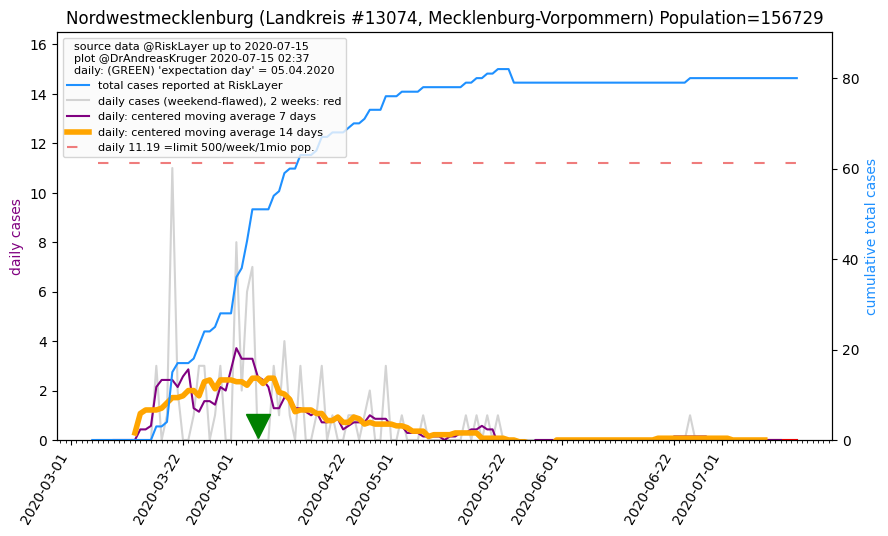 Nordwestmecklenburg (Landkreis #13074, Mecklenburg-Vorpommern) Population=156729
source data @RiskLayer up to 2020-07-15
plot @DrAndreasKruger 2020-07-15 02:37
daily: (GREEN) 'expectation day' = 05.04.2020
total cases reported at RiskLayer
daily cases (weekend-flawed), 2 weeks: red
daily: centered moving average 7 days
daily: centered moving average 14 days
daily 11.19 =limit 500/week/1mio pop.
daily cases
16
14
12
10
8
6
4
2
0
80
60
40
20
0
cumulative total cases
2020-03-01
2020-03-22
2020-04-01
2020-04-22
2020-05-01
2020-05-22
2020-06-01
2020-06-22
2020-07-01